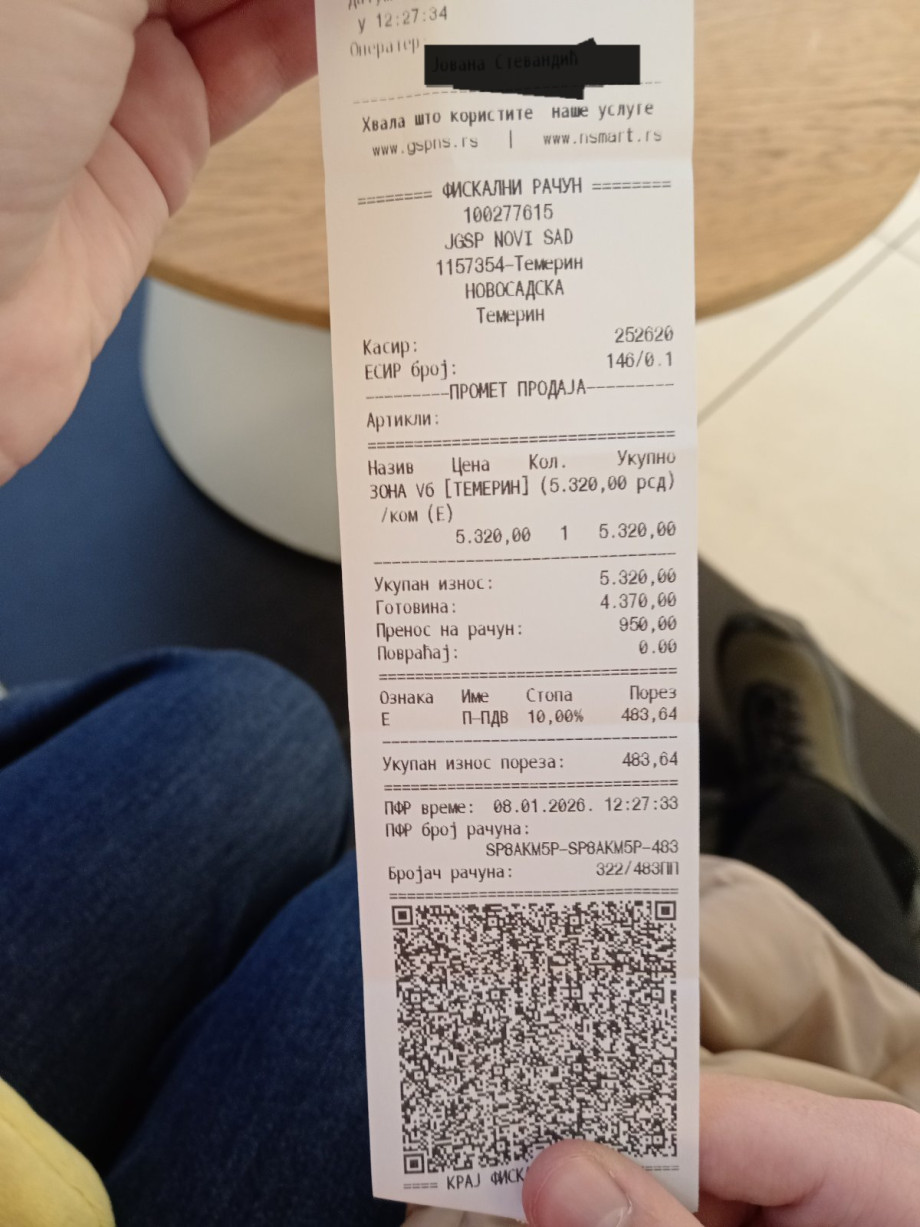 у 12:27:34
Оператер:
Хвала што користите наше услуге
www.gspns.rs | www.nsmart.rs
======== ФИСКАЛНИ РАЧУН ========
100277615
JGSP NOVI SAD
1157354-Темерин
НОВОСАДСКА
Темерин
Касир: 252620
ЕСИР број: 146/0.1
---------ПРОМЕТ ПРОДАЈА---------
Артикли:
Назив Цена Кол. Укупно
ЗОНА V6 [ТЕМЕРИН] (5.320,00 рсд)
/ком (Е)
5.320,00 1 5.320,00
Укупан износ: 5.320,00
Готовина: 4.370,00
Пренос на рачун: 950,00
Повраћај: 0.00
Ознака Име Стопа Порез
Е П-ПДВ 10,00% 483,64
Укупан износ пореза: 483,64
ПФР време: 08.01.2026. 12:27:33
ПФР број рачуна:
SP8AKM5P-SP8AKM5P-483
Бројач рачуна: 322/483ПП
==== КРАЈ